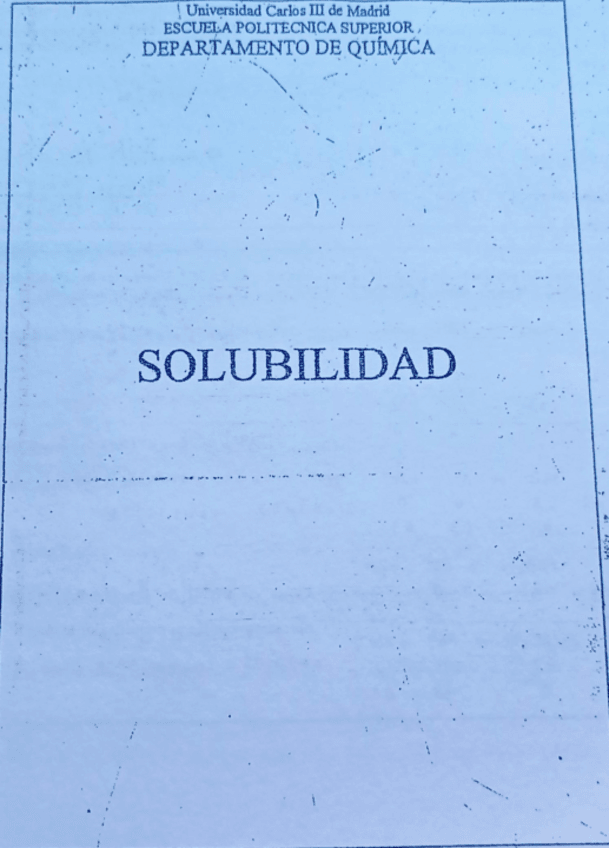 Universidad Carlos III de Madrid
ESCUELA POLITECNICA SUPERIOR
DEPARTAMENTO DE QUÍMICA
SOLUBILIDAD